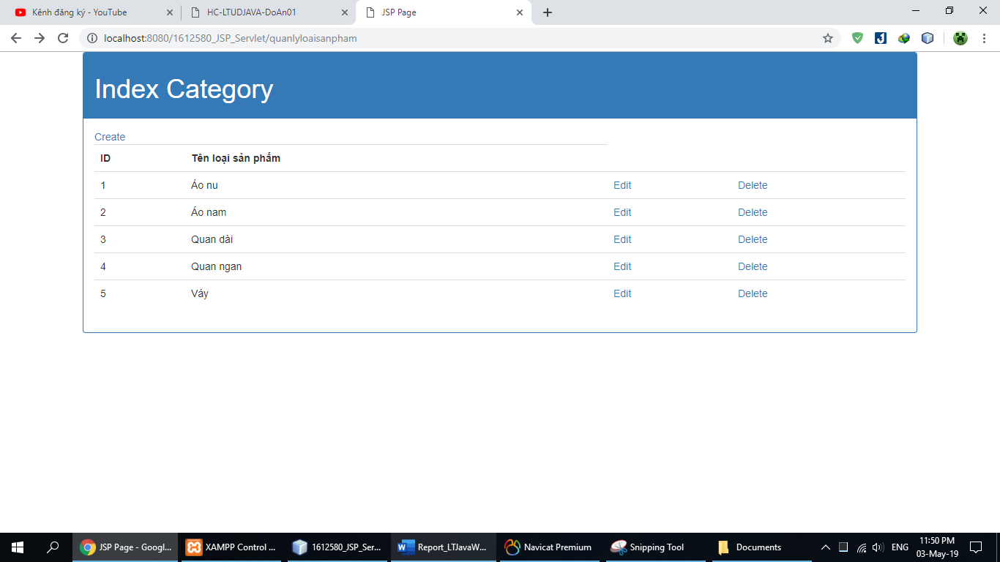 Kênh đăng ký - YouTube
HC-LTUDJAVA-DoAn01
JSP Page
localhost:8080/1612580_JSP_Servlet/quanlyloaisanpham
Index Category
Create
ID Tên loại sản phẩm
1 Áo nu Edit Delete
2 Áo nam Edit Delete
3 Quan dài Edit Delete
4 Quan ngan Edit Delete
5 Váy Edit Delete
JSP Page - Googl...
XAMPP Control ...
1612580_JSP_Ser...
Report_LTJavaW...
Navicat Premium
Snipping Tool
Documents
ENG
11:50 PM
03-May-19